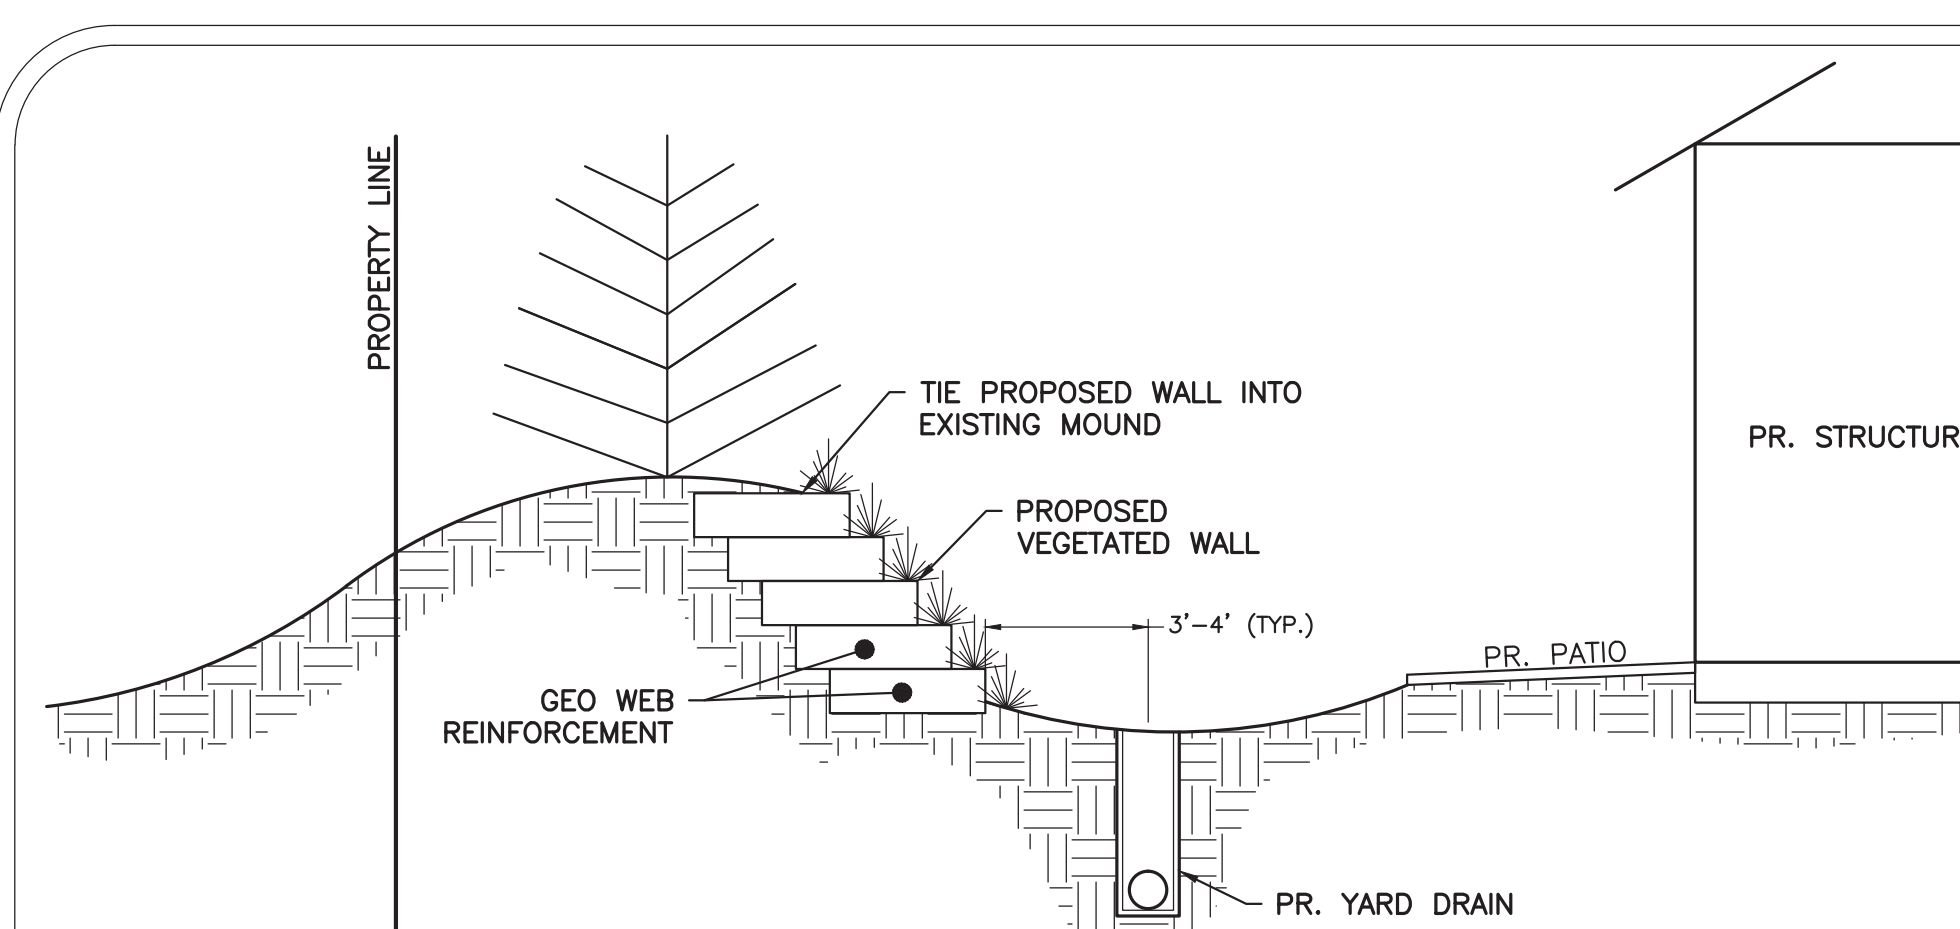 PROPERTY LINE
TIE PROPOSED WALL INTO
EXISTING MOUND
PR. STRUCTUR
PROPOSED
VEGETATED WALL
3'-4' (TYP.)
PR. PATIO
GEO WEB
REINFORCEMENT
PR. YARD DRAIN